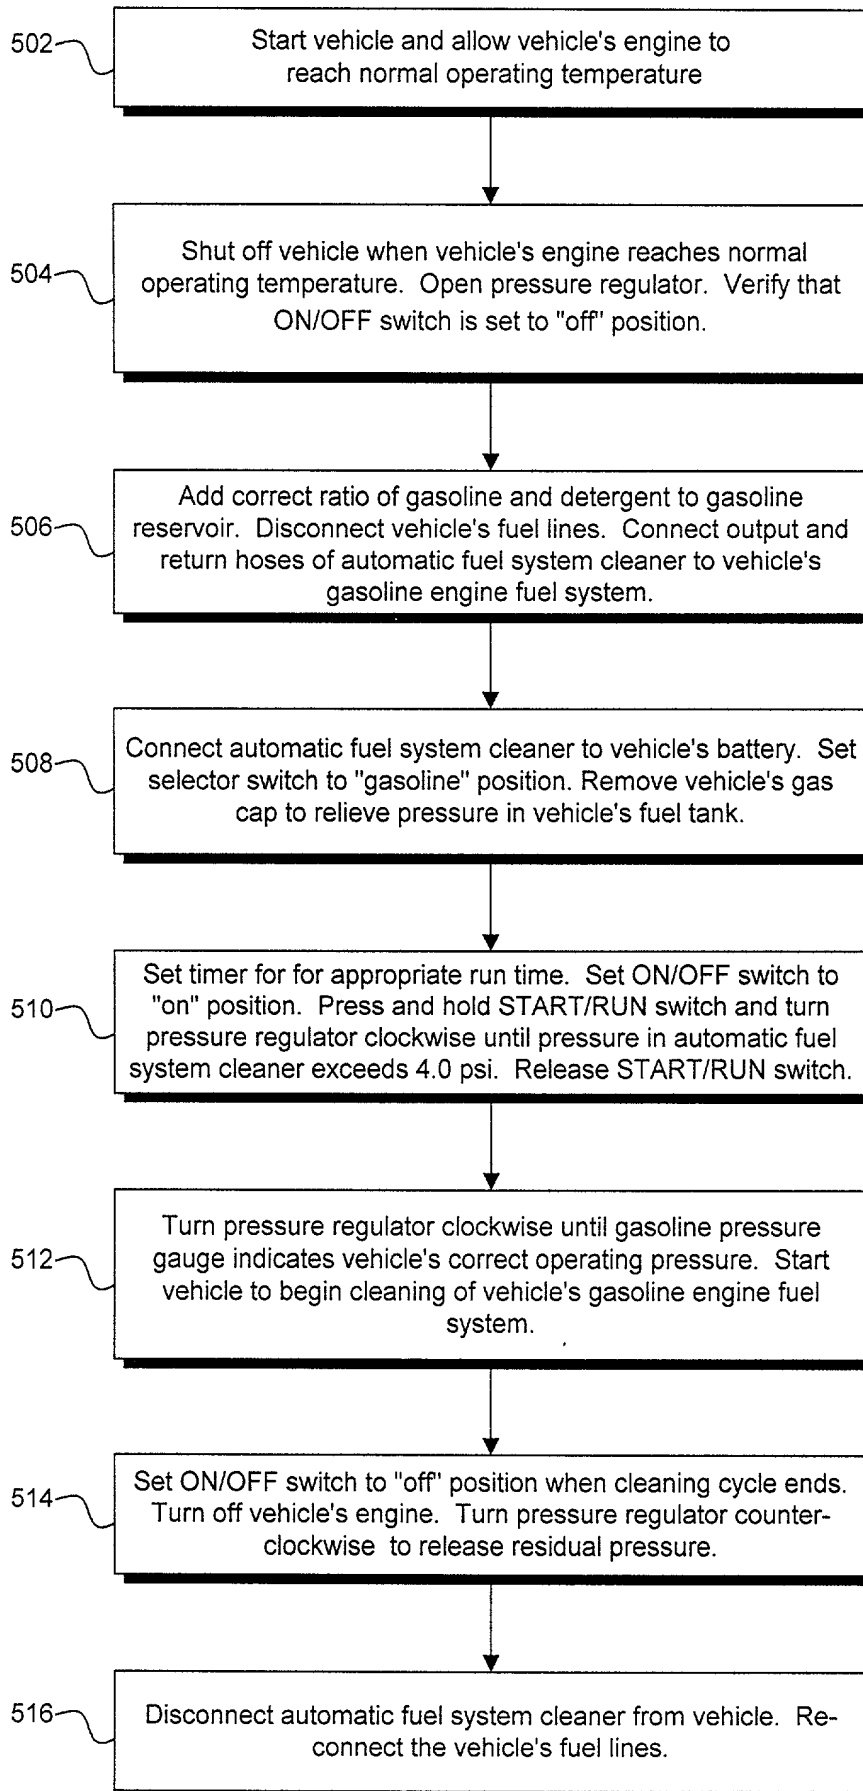 502
Start vehicle and allow vehicle's engine to
reach normal operating temperature
504
Shut off vehicle when vehicle's engine reaches normal
operating temperature. Open pressure regulator. Verify that
ON/OFF switch is set to "off" position.
506
Add correct ratio of gasoline and detergent to gasoline
reservoir. Disconnect vehicle's fuel lines. Connect output and
return hoses of automatic fuel system cleaner to vehicle's
gasoline engine fuel system.
508
Connect automatic fuel system cleaner to vehicle's battery. Set
selector switch to "gasoline" position. Remove vehicle's gas
cap to relieve pressure in vehicle's fuel tank.
510
Set timer for for appropriate run time. Set ON/OFF switch to
"on" position. Press and hold START/RUN switch and turn
pressure regulator clockwise until pressure in automatic fuel
system cleaner exceeds 4.0 psi. Release START/RUN switch.
512
Turn pressure regulator clockwise until gasoline pressure
gauge indicates vehicle's correct operating pressure. Start
vehicle to begin cleaning of vehicle's gasoline engine fuel
system.
514
Set ON/OFF switch to "off" position when cleaning cycle ends.
Turn off vehicle's engine. Turn pressure regulator counter-
clockwise to release residual pressure.
516
Disconnect automatic fuel system cleaner from vehicle. Re-
connect the vehicle's fuel lines.